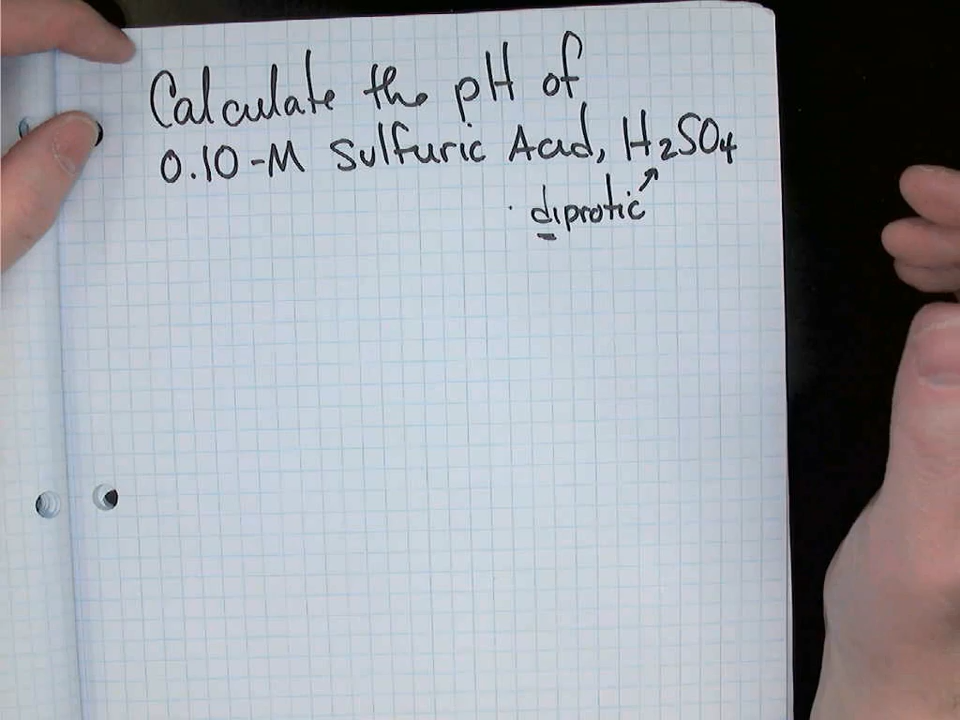 Calculate the pH of
0.10-M Sulfuric Acid, H₂SO₄
diprotic